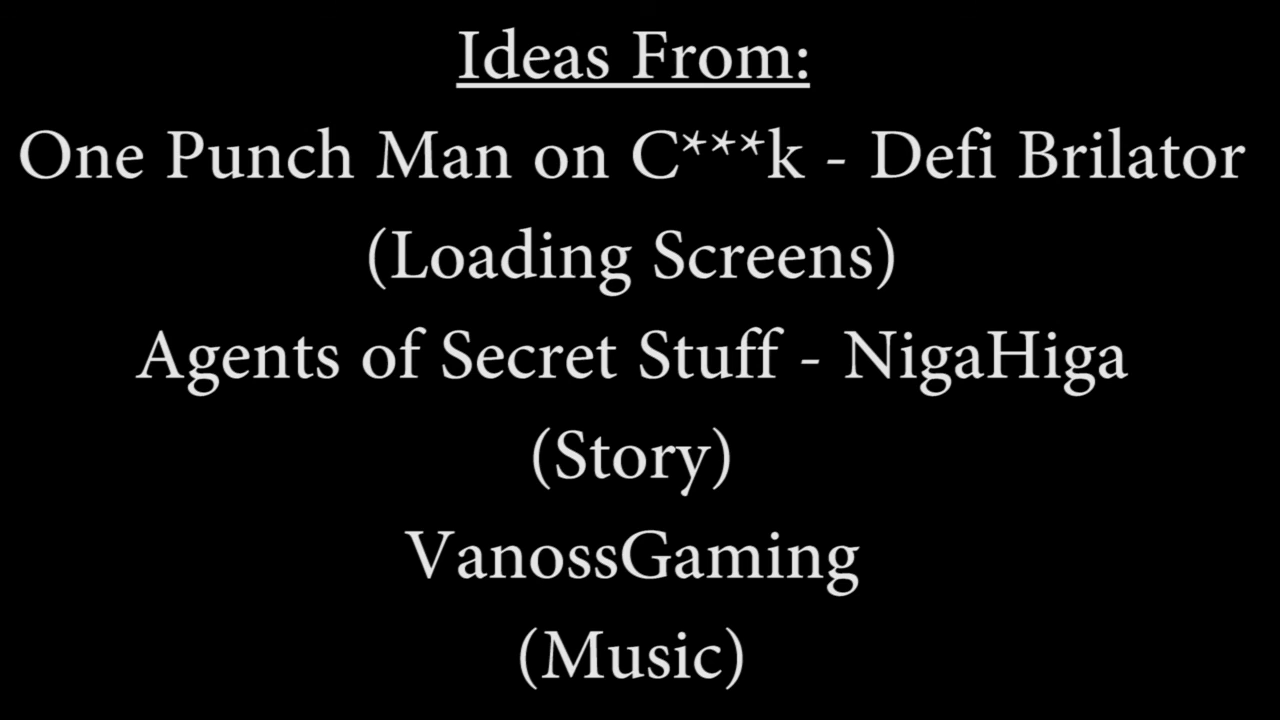 Ideas From:
One Punch Man on C***k - Defi Brilator
(Loading Screens)
Agents of Secret Stuff - NigaHiga
(Story)
VanossGaming
(Music)